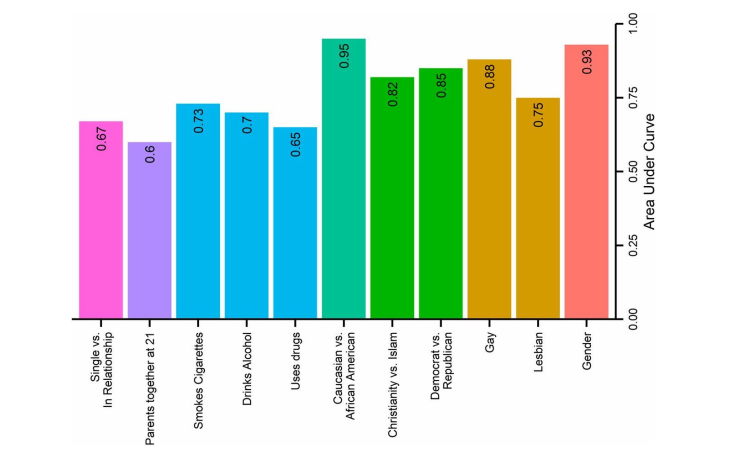 0.67
0.6
0.73
0.7
0.65
0.95
0.82
0.85
0.88
0.75
0.93
Single vs.
In Relationship
Parents together at 21
Smokes Cigarettes
Drinks Alcohol
Uses drugs
Caucasian vs.
African American
Christianity vs. Islam
Democrat vs.
Republican
Gay
Lesbian
Gender
0.00
0.25
0.50
0.75
1.00
Area Under Curve